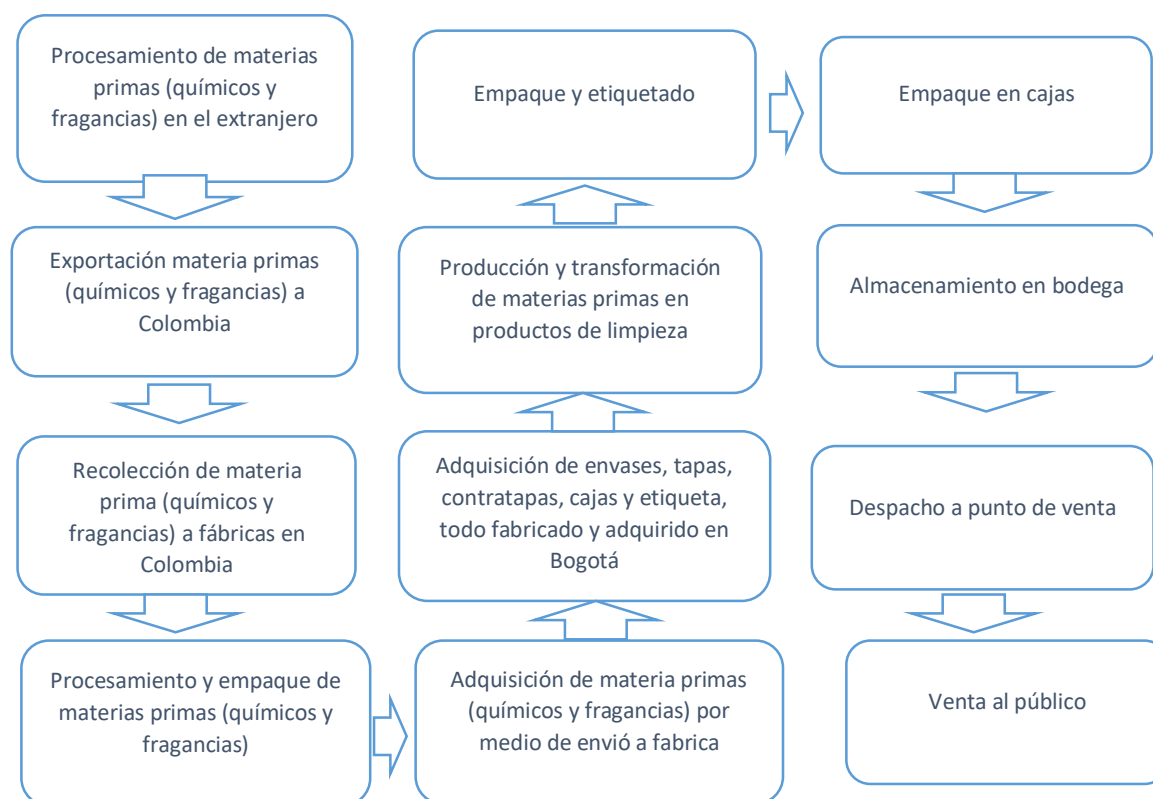 Procesamiento de materias
primas (químicos y
fragancias) en el extranjero
Exportación materia primas
(químicos y fragancias) a
Colombia
Recolección de materia
prima (químicos y
fragancias) a fábricas en
Colombia
Procesamiento y empaque de
materias primas (químicos y
fragancias)
Adquisición de materia primas
(químicos y fragancias) por
medio de envió a fabrica
Adquisición de envases, tapas,
contratapas, cajas y etiqueta,
todo fabricado y adquirido en
Bogotá
Producción y transformación
de materias primas en
productos de limpieza
Empaque y etiquetado
Empaque en cajas
Almacenamiento en bodega
Despacho a punto de venta
Venta al público